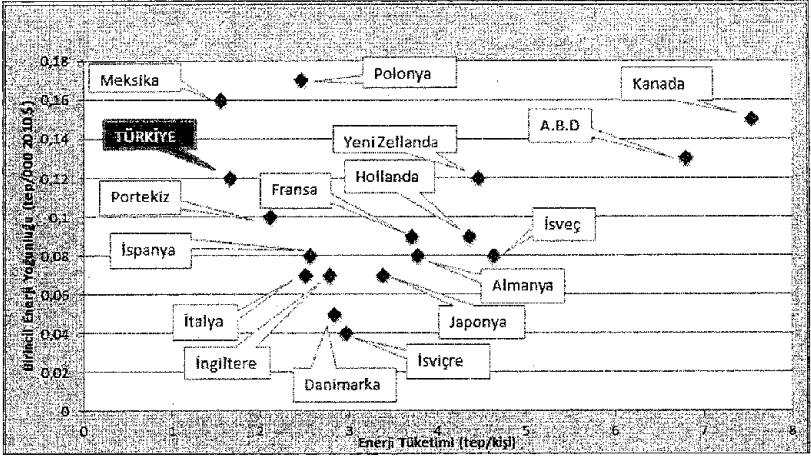 Birincil Enerji Yoğunluğu (tep/000 2010$)
0,18
0,16
0,14
0,12
0,1
0,08
0,06
0,04
0,02
0
Meksika
Polonya
Kanada
TÜRKİYE
Yeni Zellanda
A.B.D
Hollanda
Fransa
Portekiz
İsveç
İspanya
Almanya
İtalya
Japonya
İngiltere
İsviçre
Danimarka
0 1 2 3 4 5 6 7 8
Enerji Tüketimi (tep/kişi)